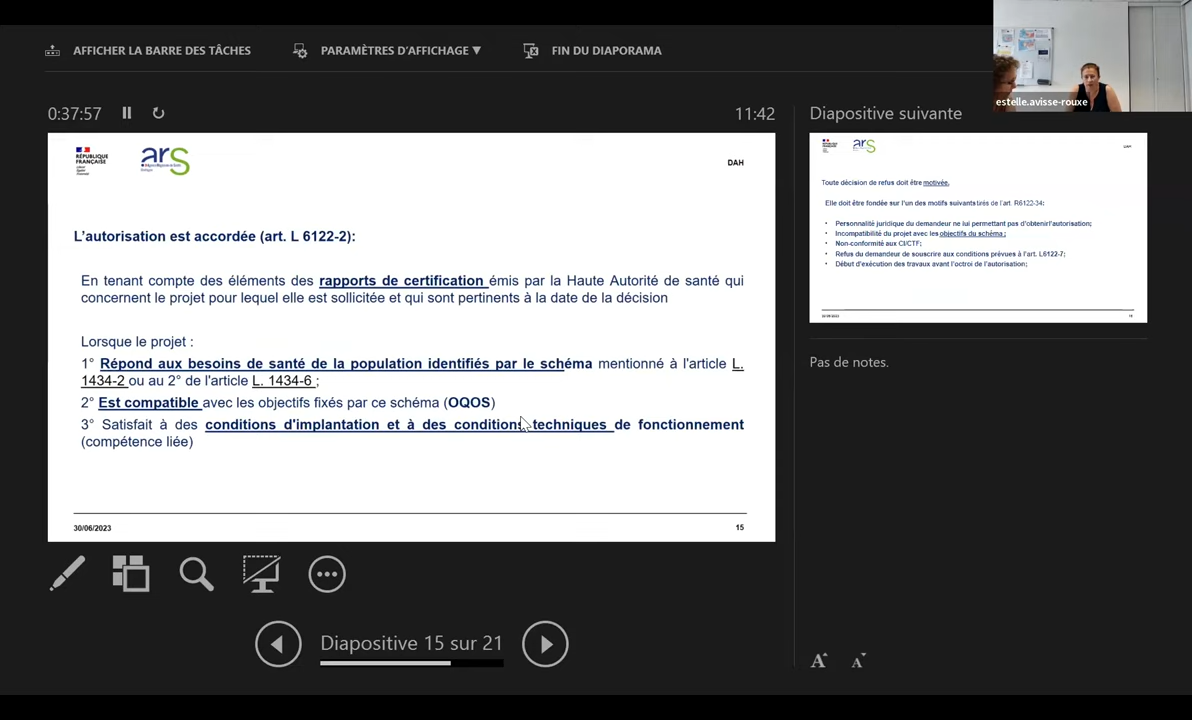 AFFICHER LA BARRE DES TÂCHES
PARAMÈTRES D'AFFICHAGE ▼
FIN DU DIAPORAMA
estelle.avisse-rouxe
0:37:57
11:42
Diapositive suivante
RÉPUBLIQUE
FRANÇAISE
ars
DAH
L'autorisation est accordée (art. L 6122-2):
En tenant compte des éléments des rapports de certification émis par la Haute Autorité de santé qui
concernent le projet pour lequel elle est sollicitée et qui sont pertinents à la date de la décision
Lorsque le projet :
1° Répond aux besoins de santé de la population identifiés par le schéma mentionné à l'article L.
1434-2 ou au 2° de l'article L. 1434-6 ;
2° Est compatible avec les objectifs fixés par ce schéma (OQOS)
3° Satisfait à des conditions d'implantation et à des conditions techniques de fonctionnement
(compétence liée)
30/06/2023
15
ars
Toute décision de refus doit être motivée.
Elle doit être fondée sur l'un des motifs suivants tirés de l'art. R6122-34:
• Personnalité juridique du demandeur ne lui permettant pas d'obtenir l'autorisation;
• Incompatibilité du projet avec les objectifs du schéma ;
• Non-conformité aux CI/CTF;
• Refus du demandeur de souscrire aux conditions prévues à l'art. L6122-7;
• Début d'exécution des travaux avant l'octroi de l'autorisation;
Pas de notes.
Diapositive 15 sur 21
A A